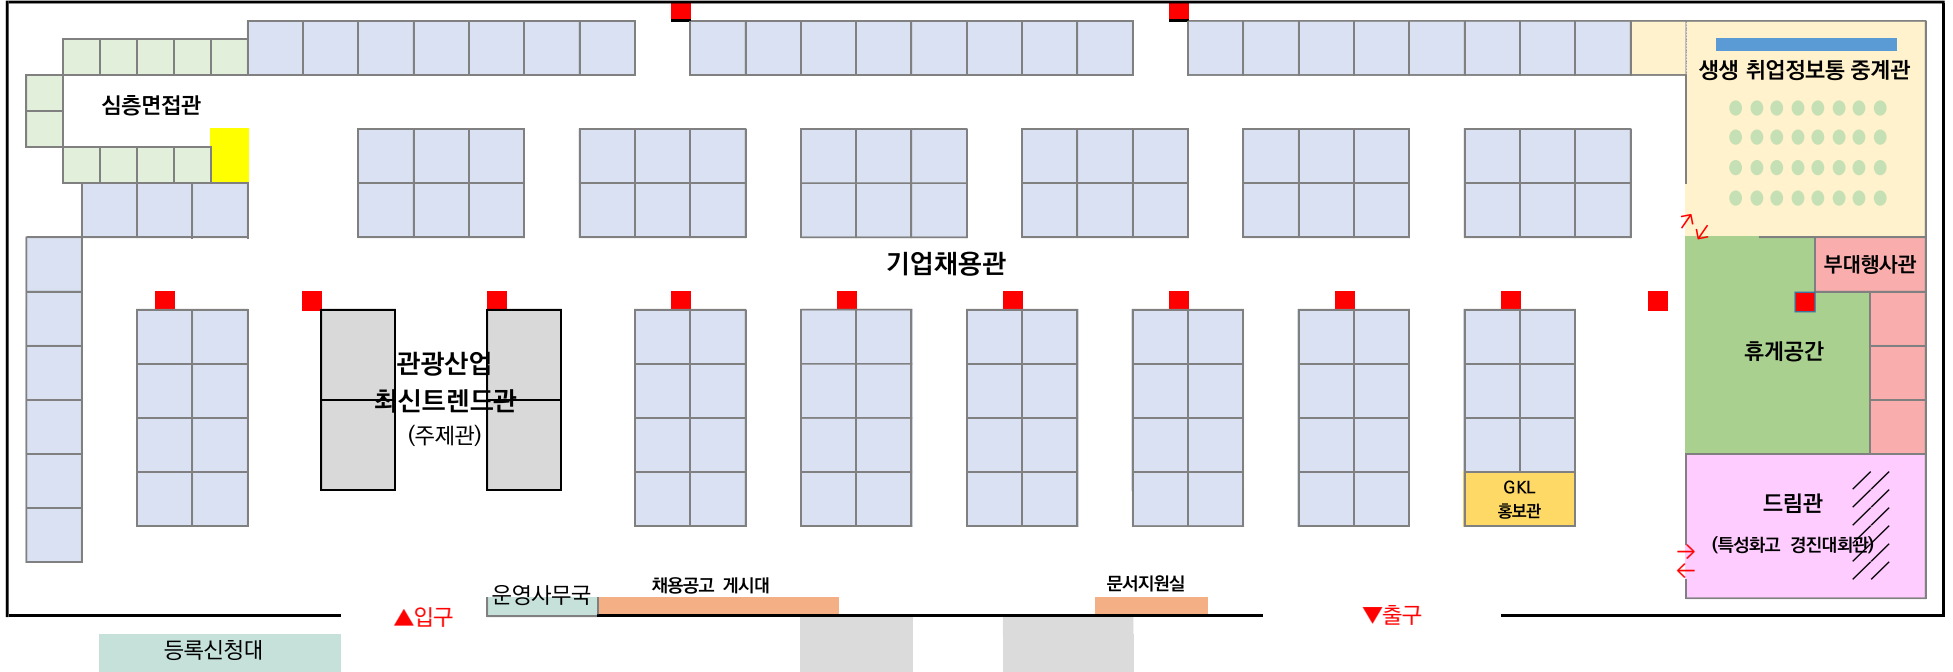 생생 취업정보통 중계관
심층면접관
기업채용관
부대행사관
관광산업
최신트렌드관
(주제관)
휴게공간
GKL
홍보관
드림관
(특성화고 경진대회관)
운영사무국
채용공고 게시대
문서지원실
▲입구
▼출구
등록신청대